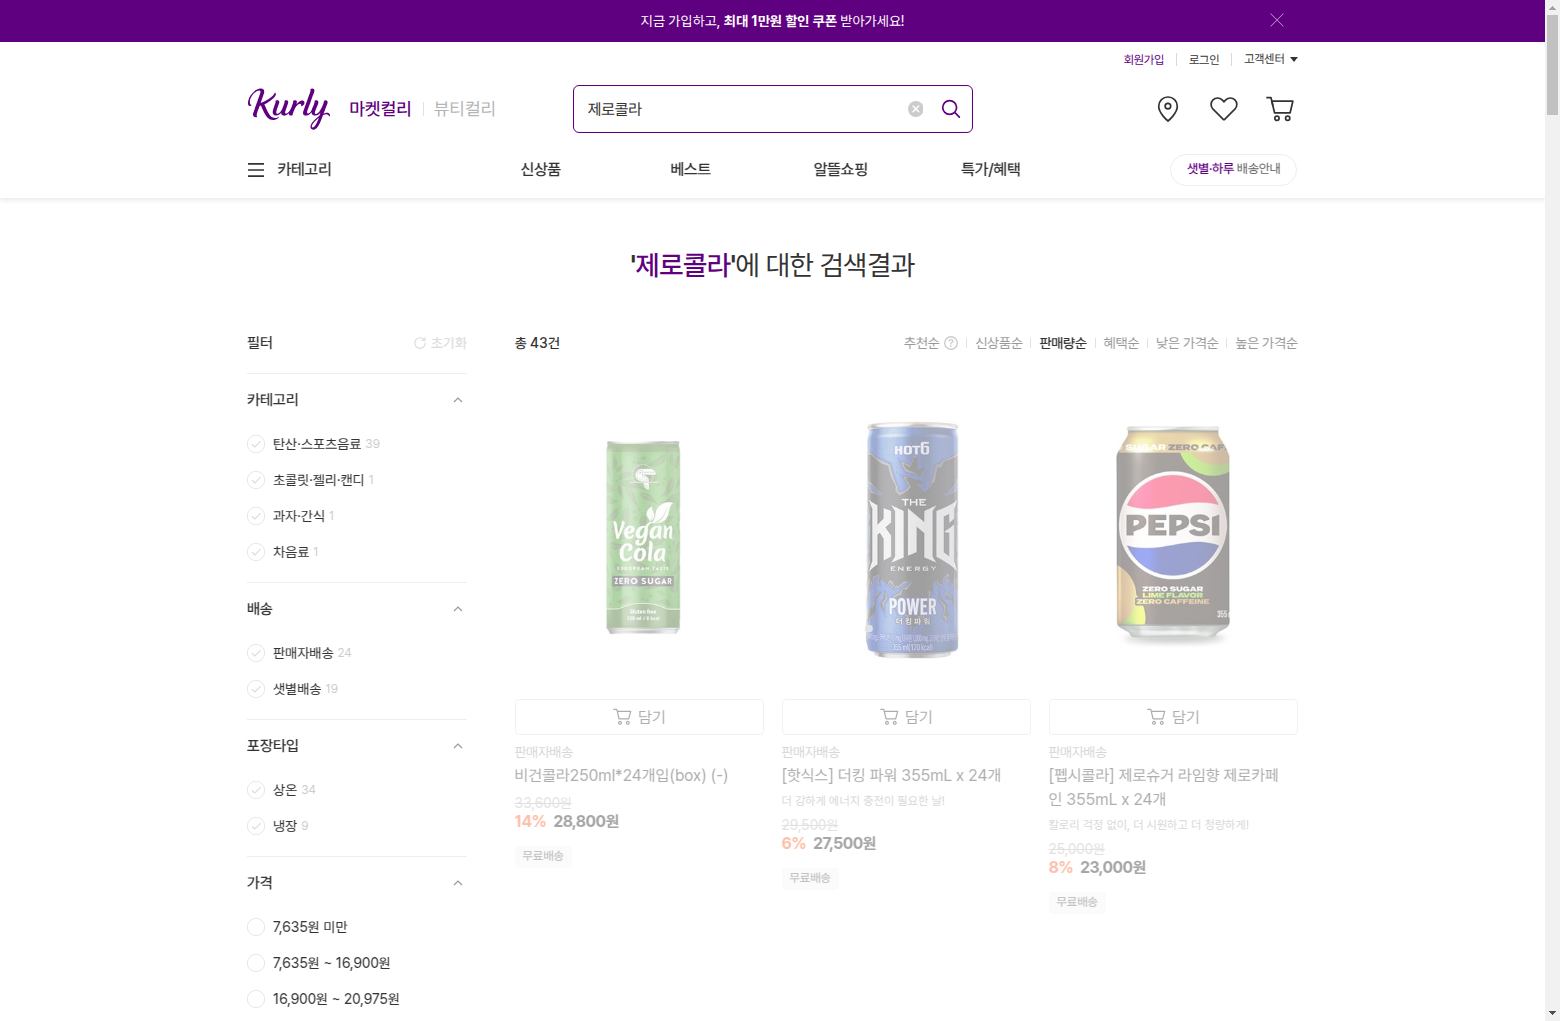 지금 가입하고, 최대 1만원 할인 쿠폰 받아가세요!
회원가입 로그인 고객센터
Kurly 마켓컬리 뷰티컬리 제로콜라
카테고리 신상품 베스트 알뜰쇼핑 특가/혜택 샛별·하루 배송안내
'제로콜라'에 대한 검색결과
필터 초기화
총 43건 추천순 ? 신상품순 판매량순 혜택순 낮은 가격순 높은 가격순
카테고리
탄산·스포츠음료 39
초콜릿·젤리·캔디 1
과자·간식 1
차음료 1
배송
판매자배송 24
샛별배송 19
포장타입
상온 34
냉장 9
가격
7,635원 미만
7,635원 ~ 16,900원
16,900원 ~ 20,975원
Vegan
Cola
EUROPEAN TASTE
ZERO SUGAR
Gluten free
담기
판매자배송
비건콜라250ml*24개입(box) (-)
33,600원
14% 28,800원
무료배송
HOT6
THE
KING
ENERGY
POWER
더킹파워
담기
판매자배송
[핫식스] 더킹 파워 355mL x 24개
더 강하게 에너지 충전이 필요한 날!
29,500원
6% 27,500원
무료배송
SUGAR ZERO CAF
PEPSI
ZERO SUGAR
LIME FLAVOR
ZERO CAFFEINE
담기
판매자배송
[펩시콜라] 제로슈거 라임향 제로카페
인 355mL x 24개
칼로리 걱정 없이, 더 시원하고 더 청량하게!
25,000원
8% 23,000원
무료배송